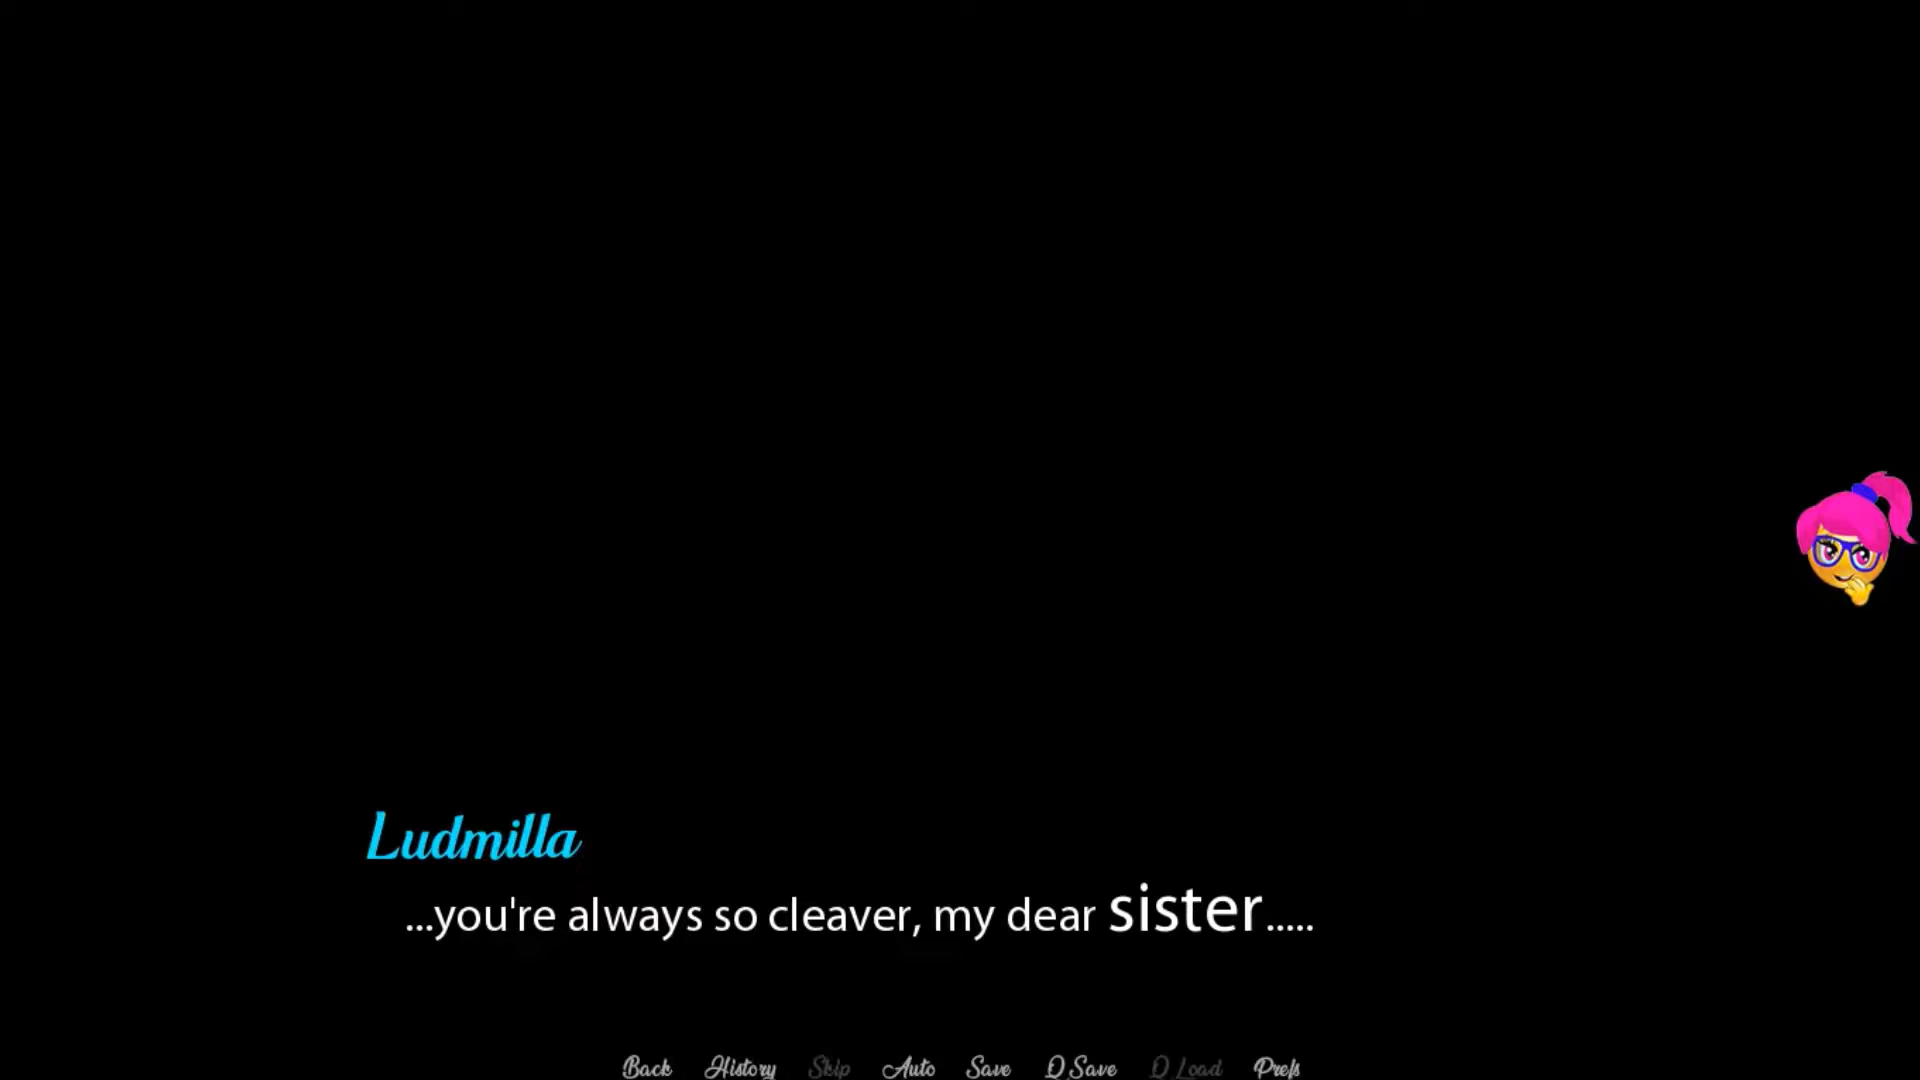 Ludmilla
...you're always so cleaver, my dear sister.....
Back History Skip Auto Save Q.Save Q.Load Prefs